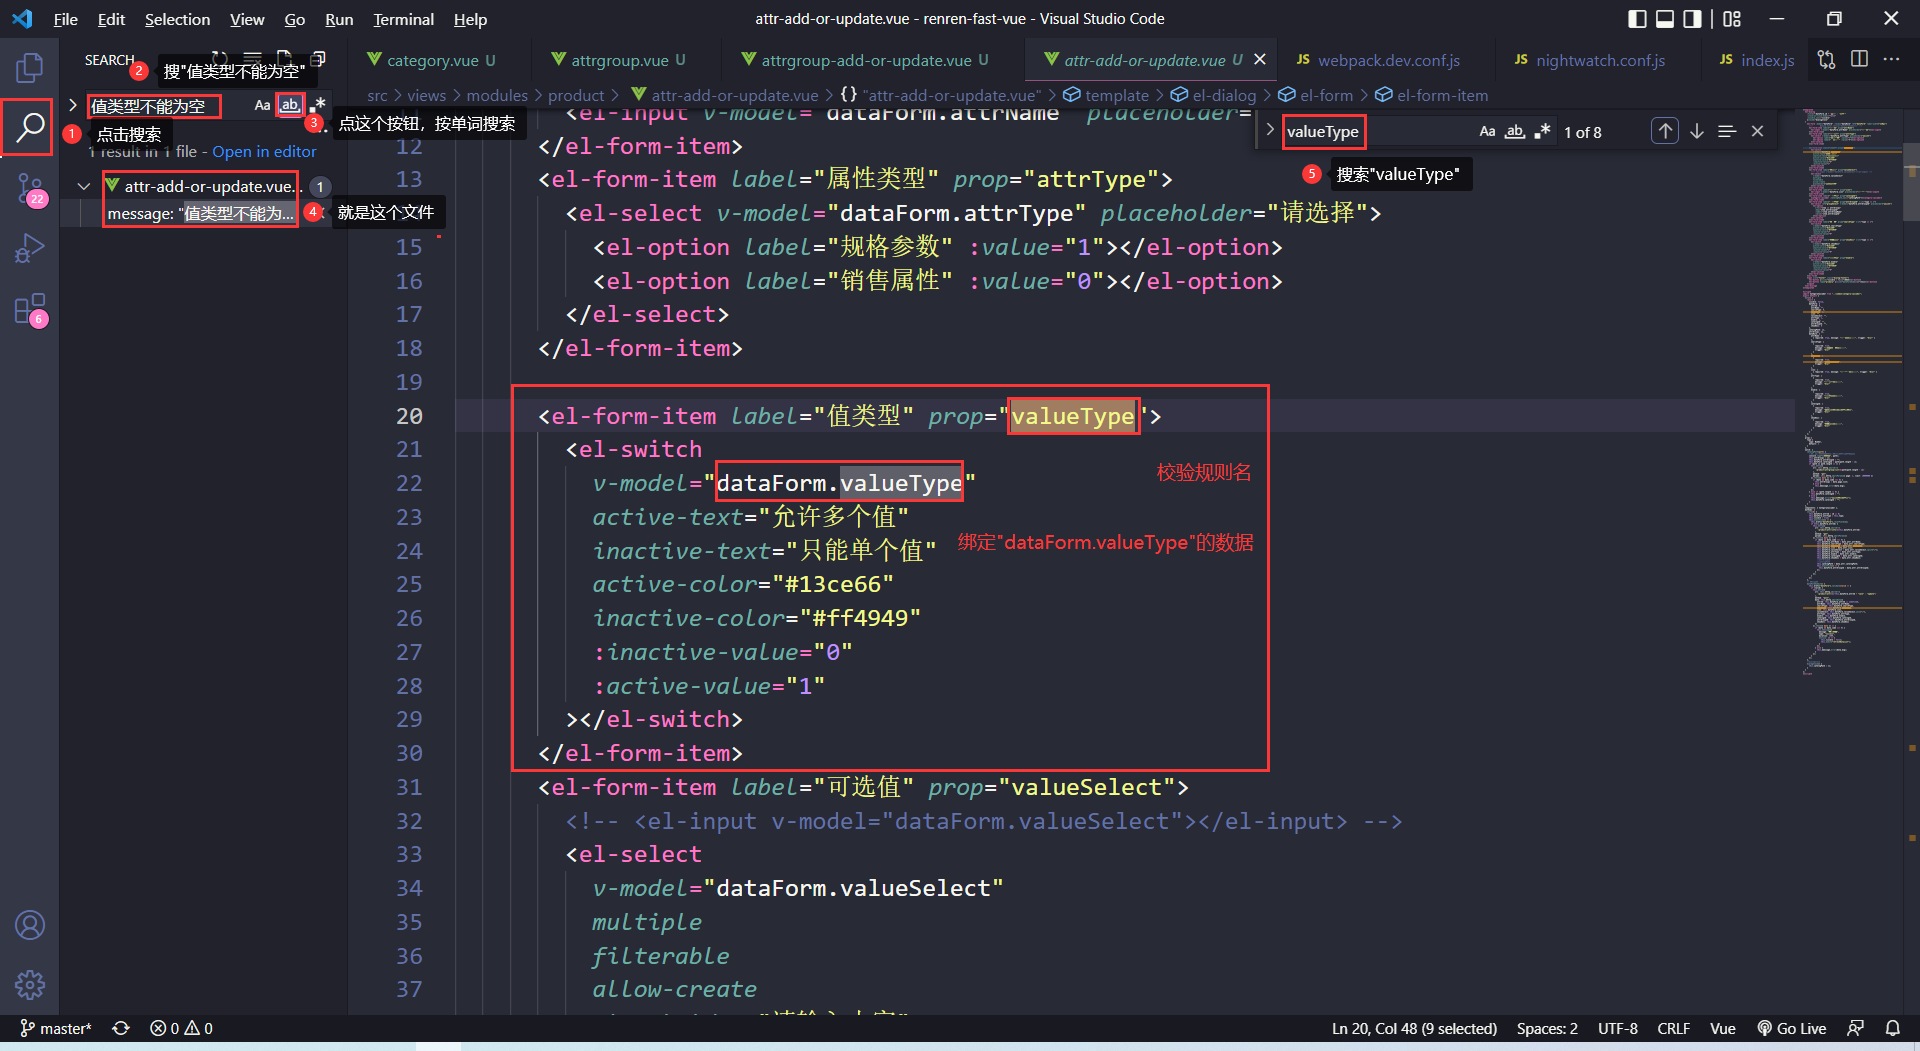 File Edit Selection View Go Run Terminal Help
attr-add-or-update.vue - renren-fast-vue - Visual Studio Code
SEARCH
2 搜"值类型不能为空"
值类型不能为空
Aa ab .*
3 点这个按钮，按单词搜索
1 点击搜索
1 result in 1 file - Open in editor
attr-add-or-update.vue... 1
message: "值类型不能为...
4 就是这个文件
22
6
category.vue U
attrgroup.vue U
attrgroup-add-or-update.vue U
attr-add-or-update.vue U
JS webpack.dev.conf.js
JS nightwatch.conf.js
JS index.js
src > views > modules > product > attr-add-or-update.vue > {} "attr-add-or-update.vue" > template > el-dialog > el-form > el-form-item
valueType Aa ab .* 1 of 8
5 搜索"valueType"
<el-input v-model="dataForm.attrName" placeholder=
12 </el-form-item>
13 <el-form-item label="属性类型" prop="attrType">
<el-select v-model="dataForm.attrType" placeholder="请选择">
15 <el-option label="规格参数" :value="1"></el-option>
16 <el-option label="销售属性" :value="0"></el-option>
17 </el-select>
18 </el-form-item>
19
20 <el-form-item label="值类型" prop="valueType">
21 <el-switch
22 v-model="dataForm.valueType"
校验规则名
23 active-text="允许多个值"
24 inactive-text="只能单个值"
绑定"dataForm.valueType"的数据
25 active-color="#13ce66"
26 inactive-color="#ff4949"
27 :inactive-value="0"
28 :active-value="1"
29 ></el-switch>
30 </el-form-item>
31 <el-form-item label="可选值" prop="valueSelect">
32 <!-- <el-input v-model="dataForm.valueSelect"></el-input> -->
33 <el-select
34 v-model="dataForm.valueSelect"
35 multiple
36 filterable
37 allow-create
master* 0 0
Ln 20, Col 48 (9 selected) Spaces: 2 UTF-8 CRLF Vue Go Live